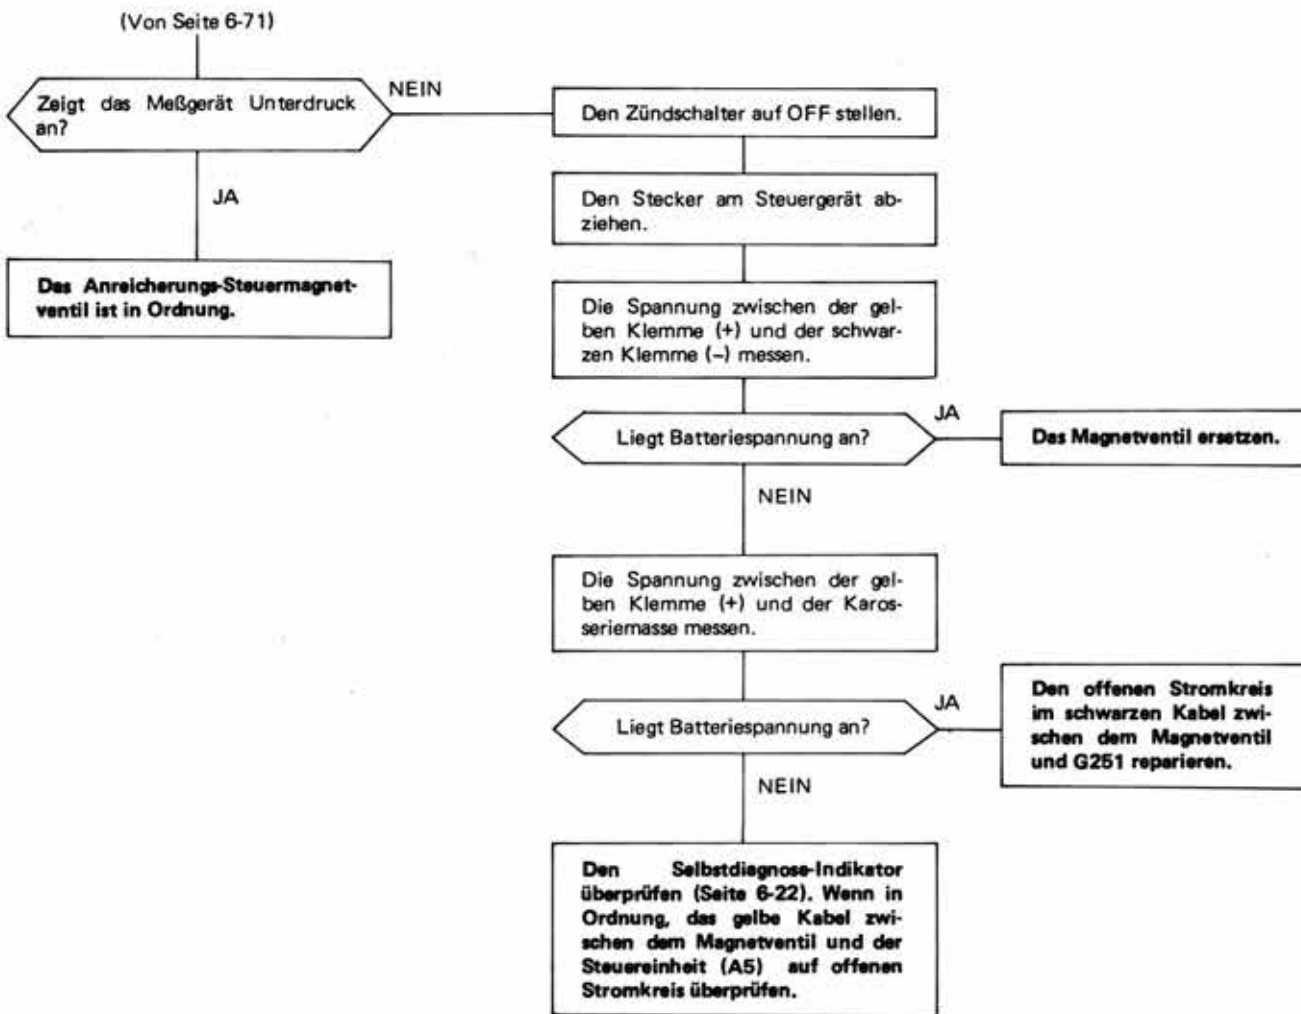 (Von Seite 6-71)
Zeigt das Meßgerät Unterdruck
an?
NEIN
JA
Das Anreicherungs-Steuermagnet-
ventil ist in Ordnung.
Den Zündschalter auf OFF stellen.
Den Stecker am Steuergerät ab-
ziehen.
Die Spannung zwischen der gel-
ben Klemme (+) und der schwar-
zen Klemme (–) messen.
Liegt Batteriespannung an?
JA
Das Magnetventil ersetzen.
NEIN
Die Spannung zwischen der gel-
ben Klemme (+) und der Karos-
seriemasse messen.
Liegt Batteriespannung an?
JA
Den offenen Stromkreis
im schwarzen Kabel zwi-
schen dem Magnetventil
und G251 reparieren.
NEIN
Den Selbstdiagnose-Indikator
überprüfen (Seite 6-22). Wenn in
Ordnung, das gelbe Kabel zwi-
schen dem Magnetventil und der
Steuereinheit (A5) auf offenen
Stromkreis überprüfen.